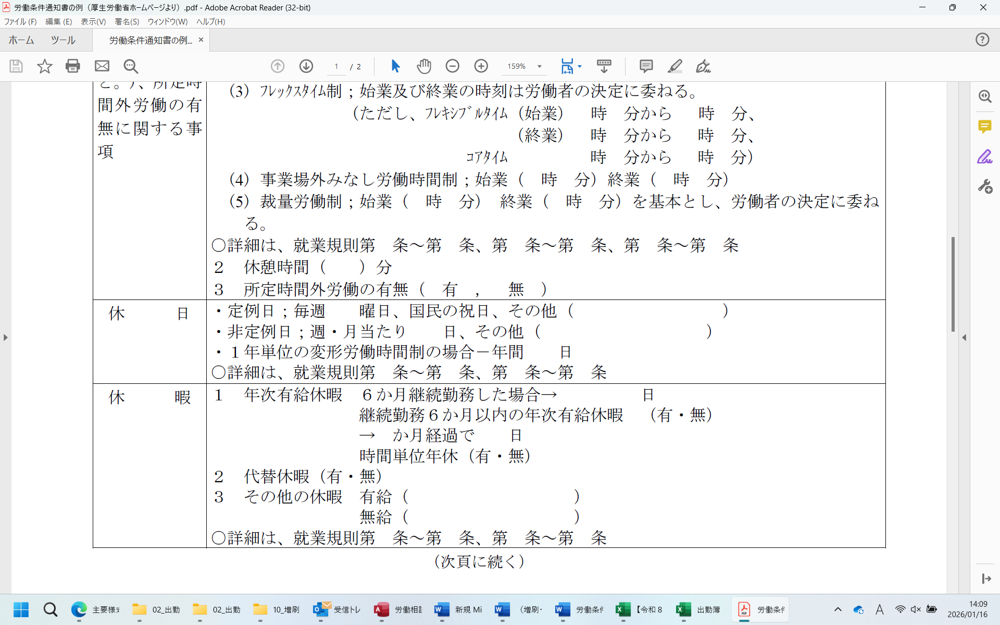 労働条件通知書の例（厚生労働省ホームページより）.pdf - Adobe Acrobat Reader (32-bit)
ファイル(F) 編集(E) 表示(V) 署名(S) ウィンドウ(W) ヘルプ(H)
ホーム ツール 労働条件通知書の例... ×
1 / 2 159%
と。）、所定時間外労働の有無に関する事項
（3）ﾌﾚｯｸｽﾀｲﾑ制；始業及び終業の時刻は労働者の決定に委ねる。
（ただし、ﾌﾚｷｼﾌﾞﾙﾀｲﾑ（始業）　時　分から　時　分、
（終業）　時　分から　時　分、
ｺｱﾀｲﾑ　時　分から　時　分）
（4）事業場外みなし労働時間制；始業（　時　分）終業（　時　分）
（5）裁量労働制；始業（　時　分）　終業（　時　分）を基本とし、労働者の決定に委ね
る。
○詳細は、就業規則第　条～第　条、第　条～第　条、第　条～第　条
２　休憩時間（　　）分
３　所定時間外労働の有無（　有　,　無　）
休　　日
・定例日；毎週　　曜日、国民の祝日、その他（　　　　　　　　　）
・非定例日；週・月当たり　　日、その他（　　　　　　　　　　）
・１年単位の変形労働時間制の場合－年間　　日
○詳細は、就業規則第　条～第　条、第　条～第　条
休　　暇
１　年次有給休暇　６か月継続勤務した場合→　　　　　日
継続勤務６か月以内の年次有給休暇　（有・無）
→　か月経過で　　日
時間単位年休（有・無）
２　代替休暇（有・無）
３　その他の休暇　有給（　　　　　　　　　　）
無給（　　　　　　　　　　）
○詳細は、就業規則第　条～第　条、第　条～第　条
（次頁に続く）
主要様式 02_出勤 02_出勤 10_増刷 受信トレ 労働相談 新規 Mi （増刷・ 労働条件 【令和 8 出勤簿 労働条件
A 14:09
2026/01/16